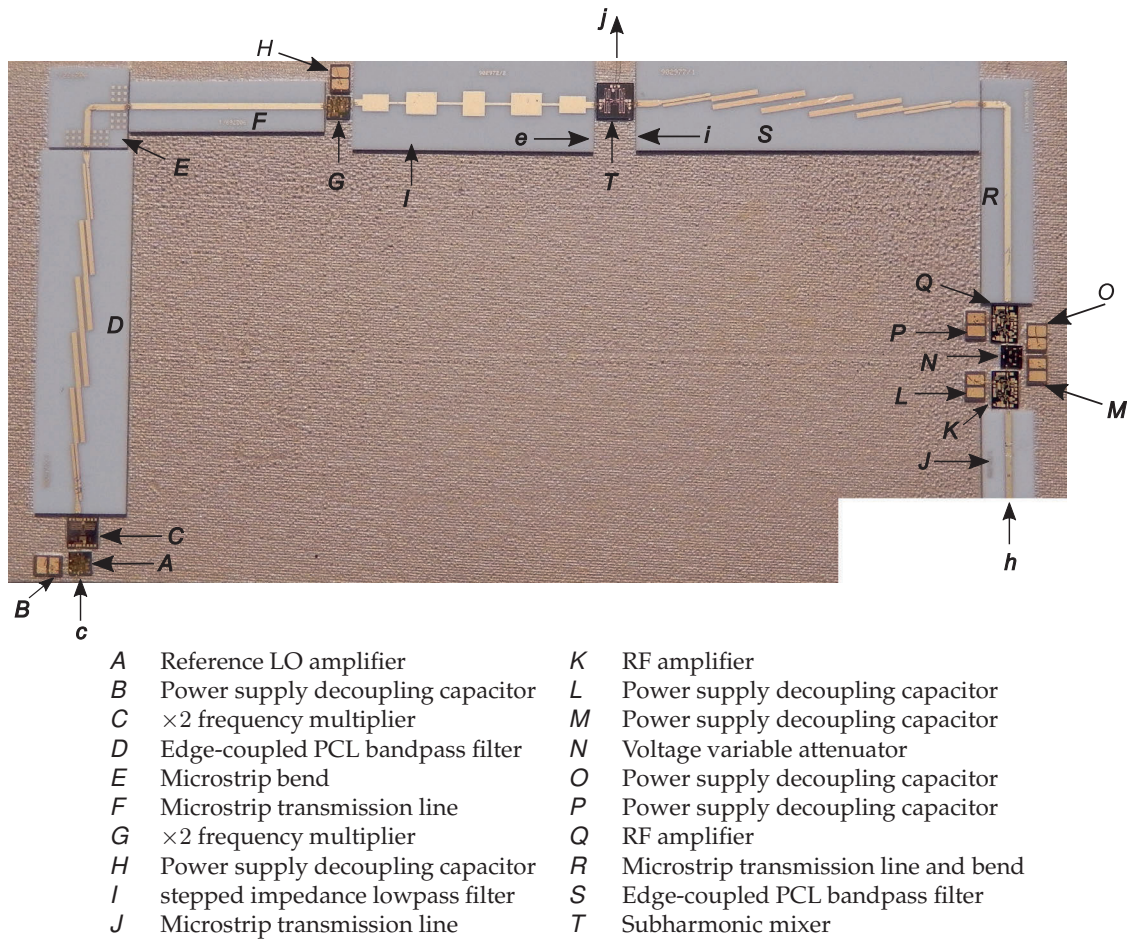 j
H
F
E
G
I
e
T
i
S
R
Q
O
P
N
L
M
K
J
D
C
A
B
c
h
A Reference LO amplifier
B Power supply decoupling capacitor
C ×2 frequency multiplier
D Edge-coupled PCL bandpass filter
E Microstrip bend
F Microstrip transmission line
G ×2 frequency multiplier
H Power supply decoupling capacitor
I stepped impedance lowpass filter
J Microstrip transmission line
K RF amplifier
L Power supply decoupling capacitor
M Power supply decoupling capacitor
N Voltage variable attenuator
O Power supply decoupling capacitor
P Power supply decoupling capacitor
Q RF amplifier
R Microstrip transmission line and bend
S Edge-coupled PCL bandpass filter
T Subharmonic mixer